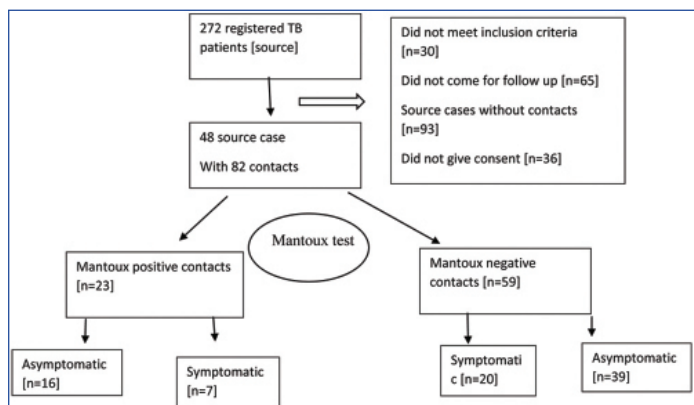 272 registered TB
patients [source]
Did not meet inclusion criteria
[n=30]
Did not come for follow up [n=65]
Source cases without contacts
[n=93]
Did not give consent [n=36]
48 source case
With 82 contacts
Mantoux test
Mantoux positive contacts
[n=23]
Mantoux negative
contacts [n=59]
Asymptomatic
[n=16]
Symptomatic
[n=7]
Symptomati
c [n=20]
Asymptomatic
[n=39]